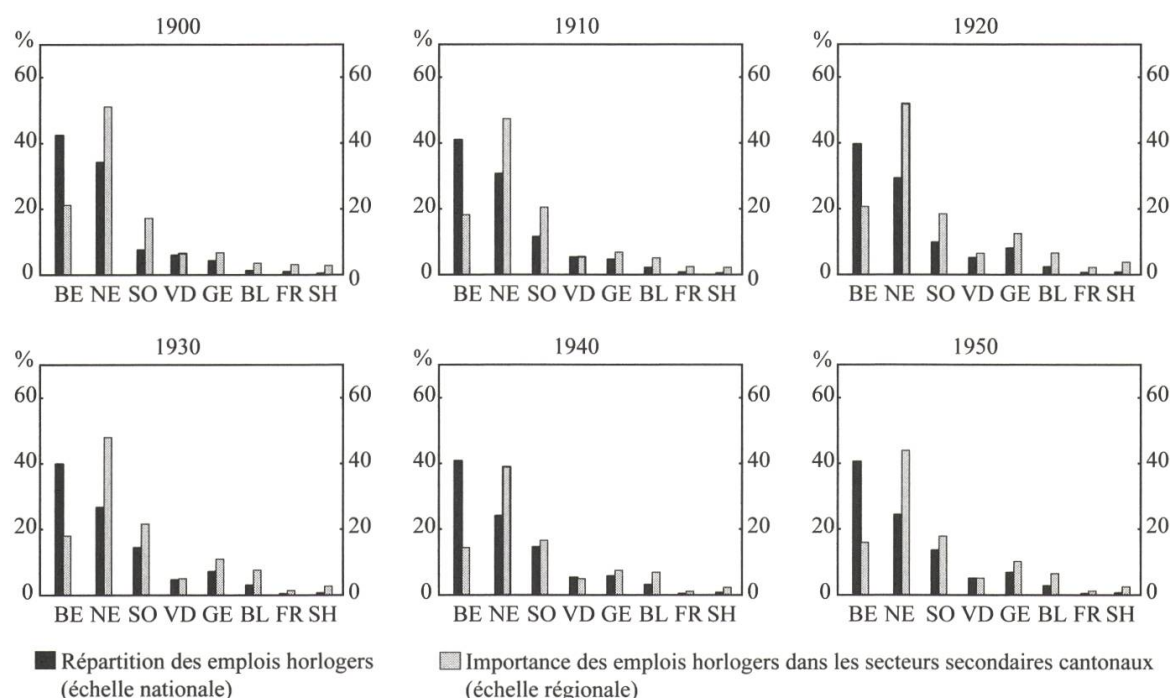 1900 1910 1920
% % %
60 60 60 60 60 60
40 40 40 40 40 40
20 20 20 20 20 20
0 0 0 0 0 0
BE NE SO VD GE BL FR SH BE NE SO VD GE BL FR SH BE NE SO VD GE BL FR SH
1930 1940 1950
% % %
60 60 60 60 60 60
40 40 40 40 40 40
20 20 20 20 20 20
0 0 0 0 0 0
BE NE SO VD GE BL FR SH BE NE SO VD GE BL FR SH BE NE SO VD GE BL FR SH
Répartition des emplois horlogers
(échelle nationale)
Importance des emplois horlogers dans les secteurs secondaires cantonaux
(échelle régionale)